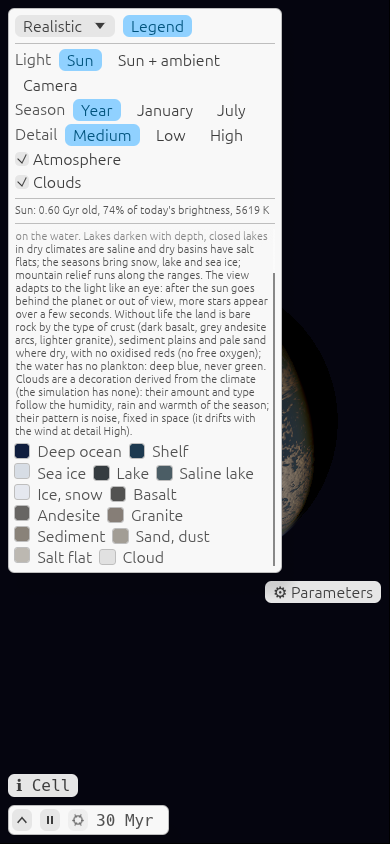 Realistic Legend
Light Sun Sun + ambient
Camera
Season Year January July
Detail Medium Low High
Atmosphere
Clouds
Sun: 0.60 Gyr old, 74% of today's brightness, 5619 K
on the water. Lakes darken with depth, closed lakes
in dry climates are saline and dry basins have salt
flats; the seasons bring snow, lake and sea ice;
mountain relief runs along the ranges. The view
adapts to the light like an eye: after the sun goes
behind the planet or out of view, more stars appear
over a few seconds. Without life the land is bare
rock by the type of crust (dark basalt, grey andesite
arcs, lighter granite), sediment plains and pale sand
where dry, with no oxidised reds (no free oxygen);
the water has no plankton: deep blue, never green.
Clouds are a decoration derived from the climate
(the simulation has none): their amount and type
follow the humidity, rain and warmth of the season;
their pattern is noise, fixed in space (it drifts with
the wind at detail High).
Deep ocean Shelf
Sea ice Lake Saline lake
Ice, snow Basalt
Andesite Granite
Sediment Sand, dust
Salt flat Cloud
⚙ Parameters
ℹ Cell
30 Myr